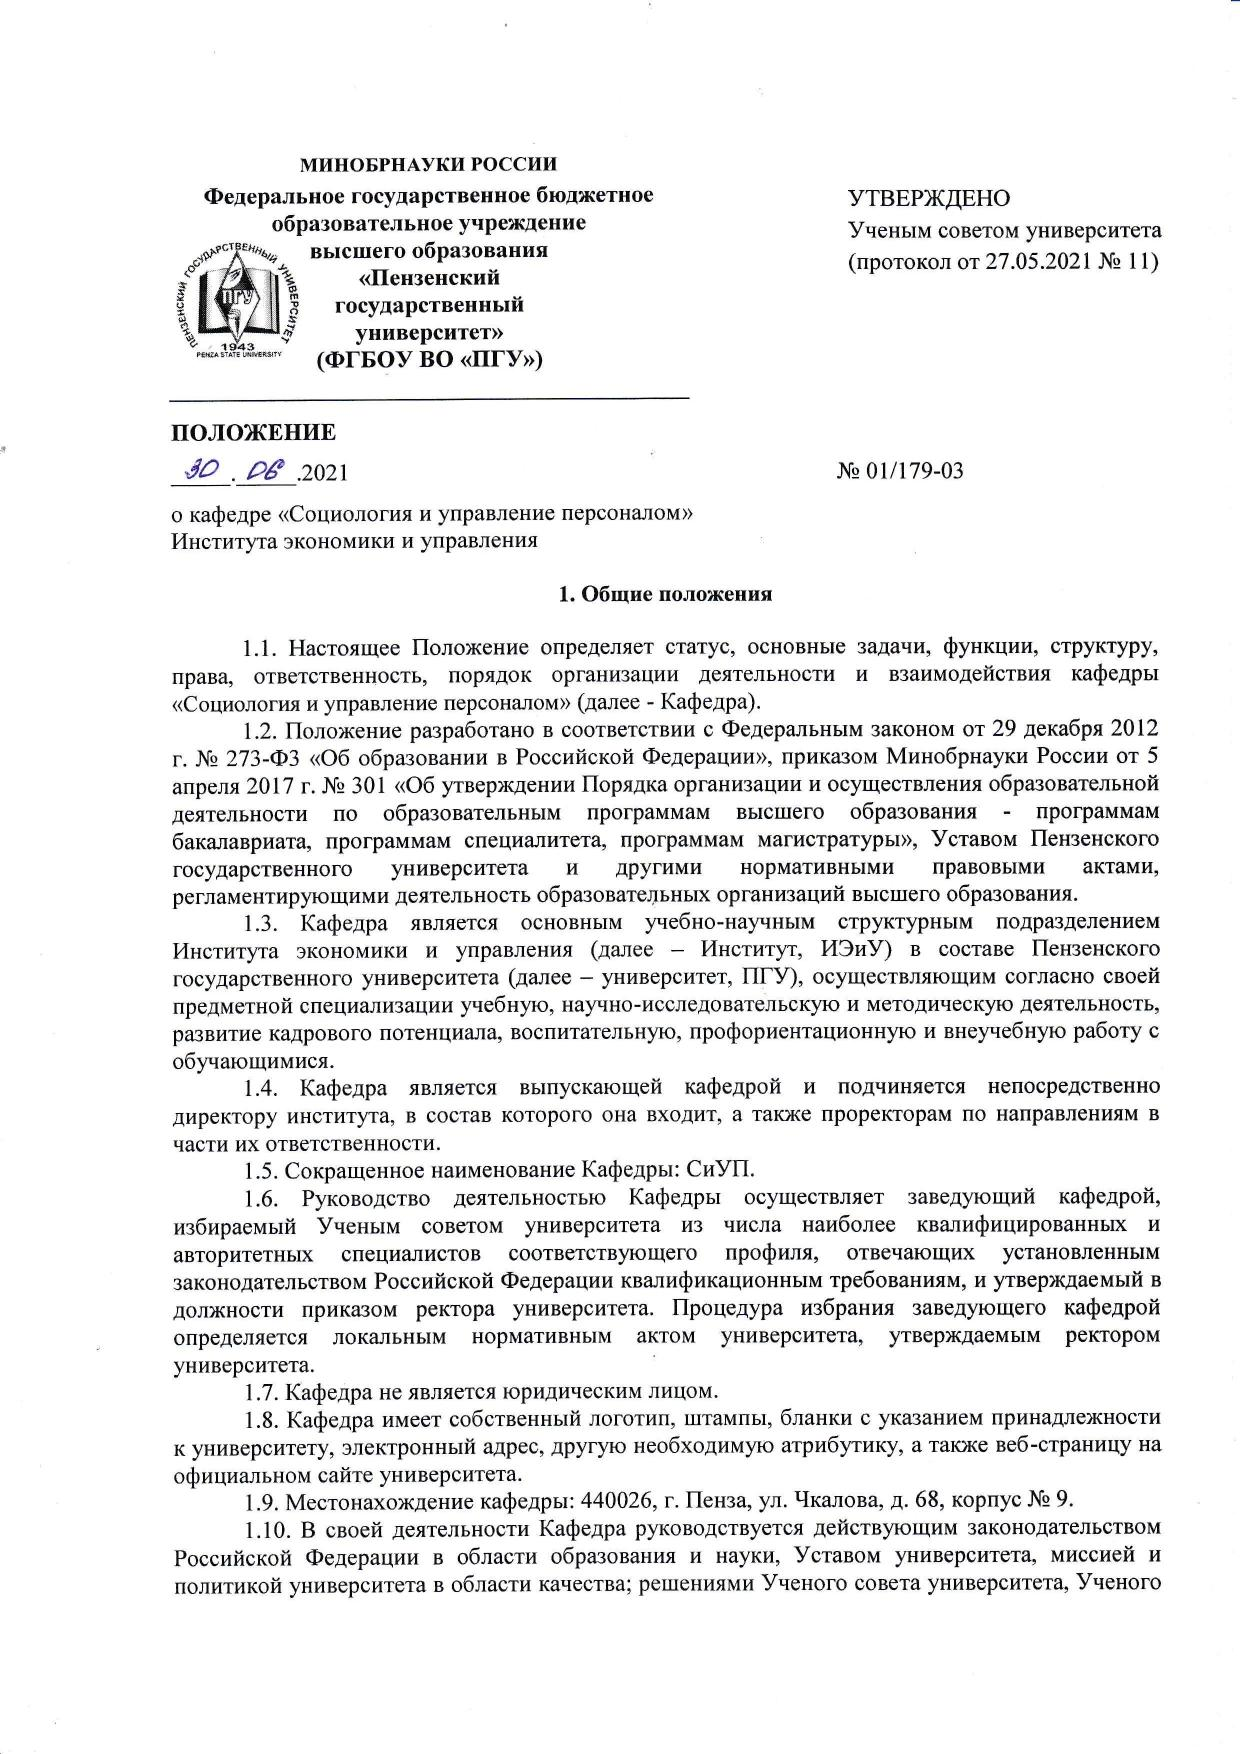 МИНОБРНАУКИ РОССИИ
Федеральное государственное бюджетное
образовательное учреждение
высшего образования
«Пензенский
государственный
университет»
(ФГБОУ ВО «ПГУ»)
ПЕНЗЕНСКИЙ ГОСУДАРСТВЕННЫЙ УНИВЕРСИТЕТ
ПГУ
1943
PENZA STATE UNIVERSITY
УТВЕРЖДЕНО
Ученым советом университета
(протокол от 27.05.2021 № 11)
ПОЛОЖЕНИЕ
30.06.2021
№ 01/179-03
о кафедре «Социология и управление персоналом»
Института экономики и управления
1. Общие положения
1.1. Настоящее Положение определяет статус, основные задачи, функции, структуру,
права, ответственность, порядок организации деятельности и взаимодействия кафедры
«Социология и управление персоналом» (далее - Кафедра).
1.2. Положение разработано в соответствии с Федеральным законом от 29 декабря 2012
г. № 273-ФЗ «Об образовании в Российской Федерации», приказом Минобрнауки России от 5
апреля 2017 г. № 301 «Об утверждении Порядка организации и осуществления образовательной
деятельности по образовательным программам высшего образования - программам
бакалавриата, программам специалитета, программам магистратуры», Уставом Пензенского
государственного университета и другими нормативными правовыми актами,
регламентирующими деятельность образовательных организаций высшего образования.
1.3. Кафедра является основным учебно-научным структурным подразделением
Института экономики и управления (далее – Институт, ИЭиУ) в составе Пензенского
государственного университета (далее – университет, ПГУ), осуществляющим согласно своей
предметной специализации учебную, научно-исследовательскую и методическую деятельность,
развитие кадрового потенциала, воспитательную, профориентационную и внеучебную работу с
обучающимися.
1.4. Кафедра является выпускающей кафедрой и подчиняется непосредственно
директору института, в состав которого она входит, а также проректорам по направлениям в
части их ответственности.
1.5. Сокращенное наименование Кафедры: СиУП.
1.6. Руководство деятельностью Кафедры осуществляет заведующий кафедрой,
избираемый Ученым советом университета из числа наиболее квалифицированных и
авторитетных специалистов соответствующего профиля, отвечающих установленным
законодательством Российской Федерации квалификационным требованиям, и утверждаемый в
должности приказом ректора университета. Процедура избрания заведующего кафедрой
определяется локальным нормативным актом университета, утверждаемым ректором
университета.
1.7. Кафедра не является юридическим лицом.
1.8. Кафедра имеет собственный логотип, штампы, бланки с указанием принадлежности
к университету, электронный адрес, другую необходимую атрибутику, а также веб-страницу на
официальном сайте университета.
1.9. Местонахождение кафедры: 440026, г. Пенза, ул. Чкалова, д. 68, корпус № 9.
1.10. В своей деятельности Кафедра руководствуется действующим законодательством
Российской Федерации в области образования и науки, Уставом университета, миссией и
политикой университета в области качества; решениями Ученого совета университета, Ученого